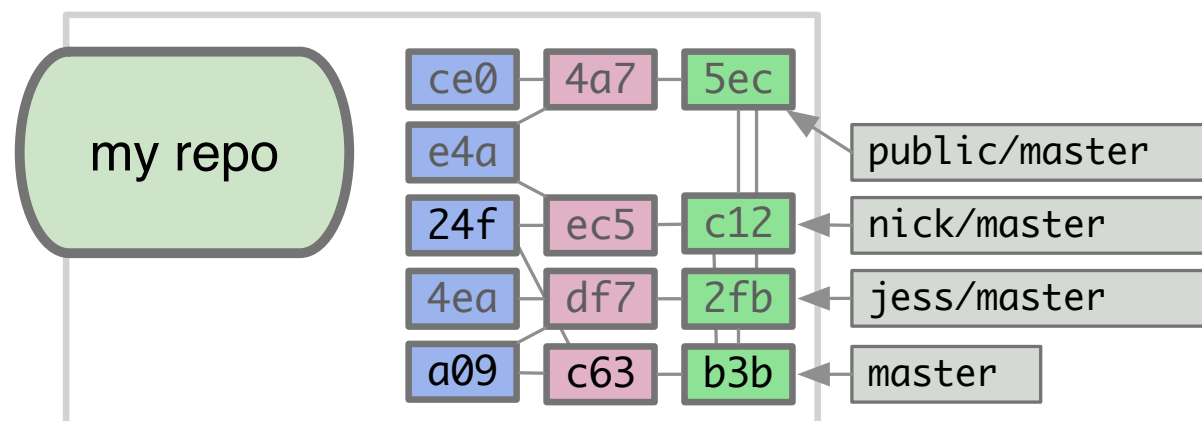 my repo
ce0 4a7 5ec
e4a
public/master
24f ec5 c12
nick/master
4ea df7 2fb
jess/master
a09 c63 b3b
master